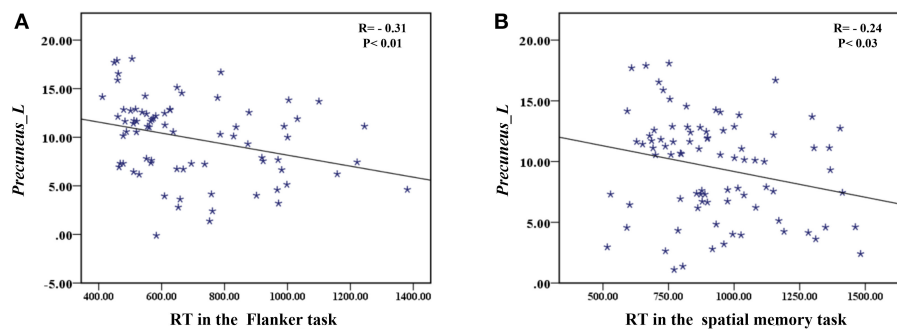 A
R= - 0.31
P< 0.01
20.00
15.00
10.00
5.00
.00
-5.00
Precuneus_L
400.00 600.00 800.00 1000.00 1200.00 1400.00
RT in the Flanker task
B
R= - 0.24
P< 0.03
20.00
15.00
10.00
5.00
.00
Precuneus_L
500.00 750.00 1000.00 1250.00 1500.00
RT in the spatial memory task